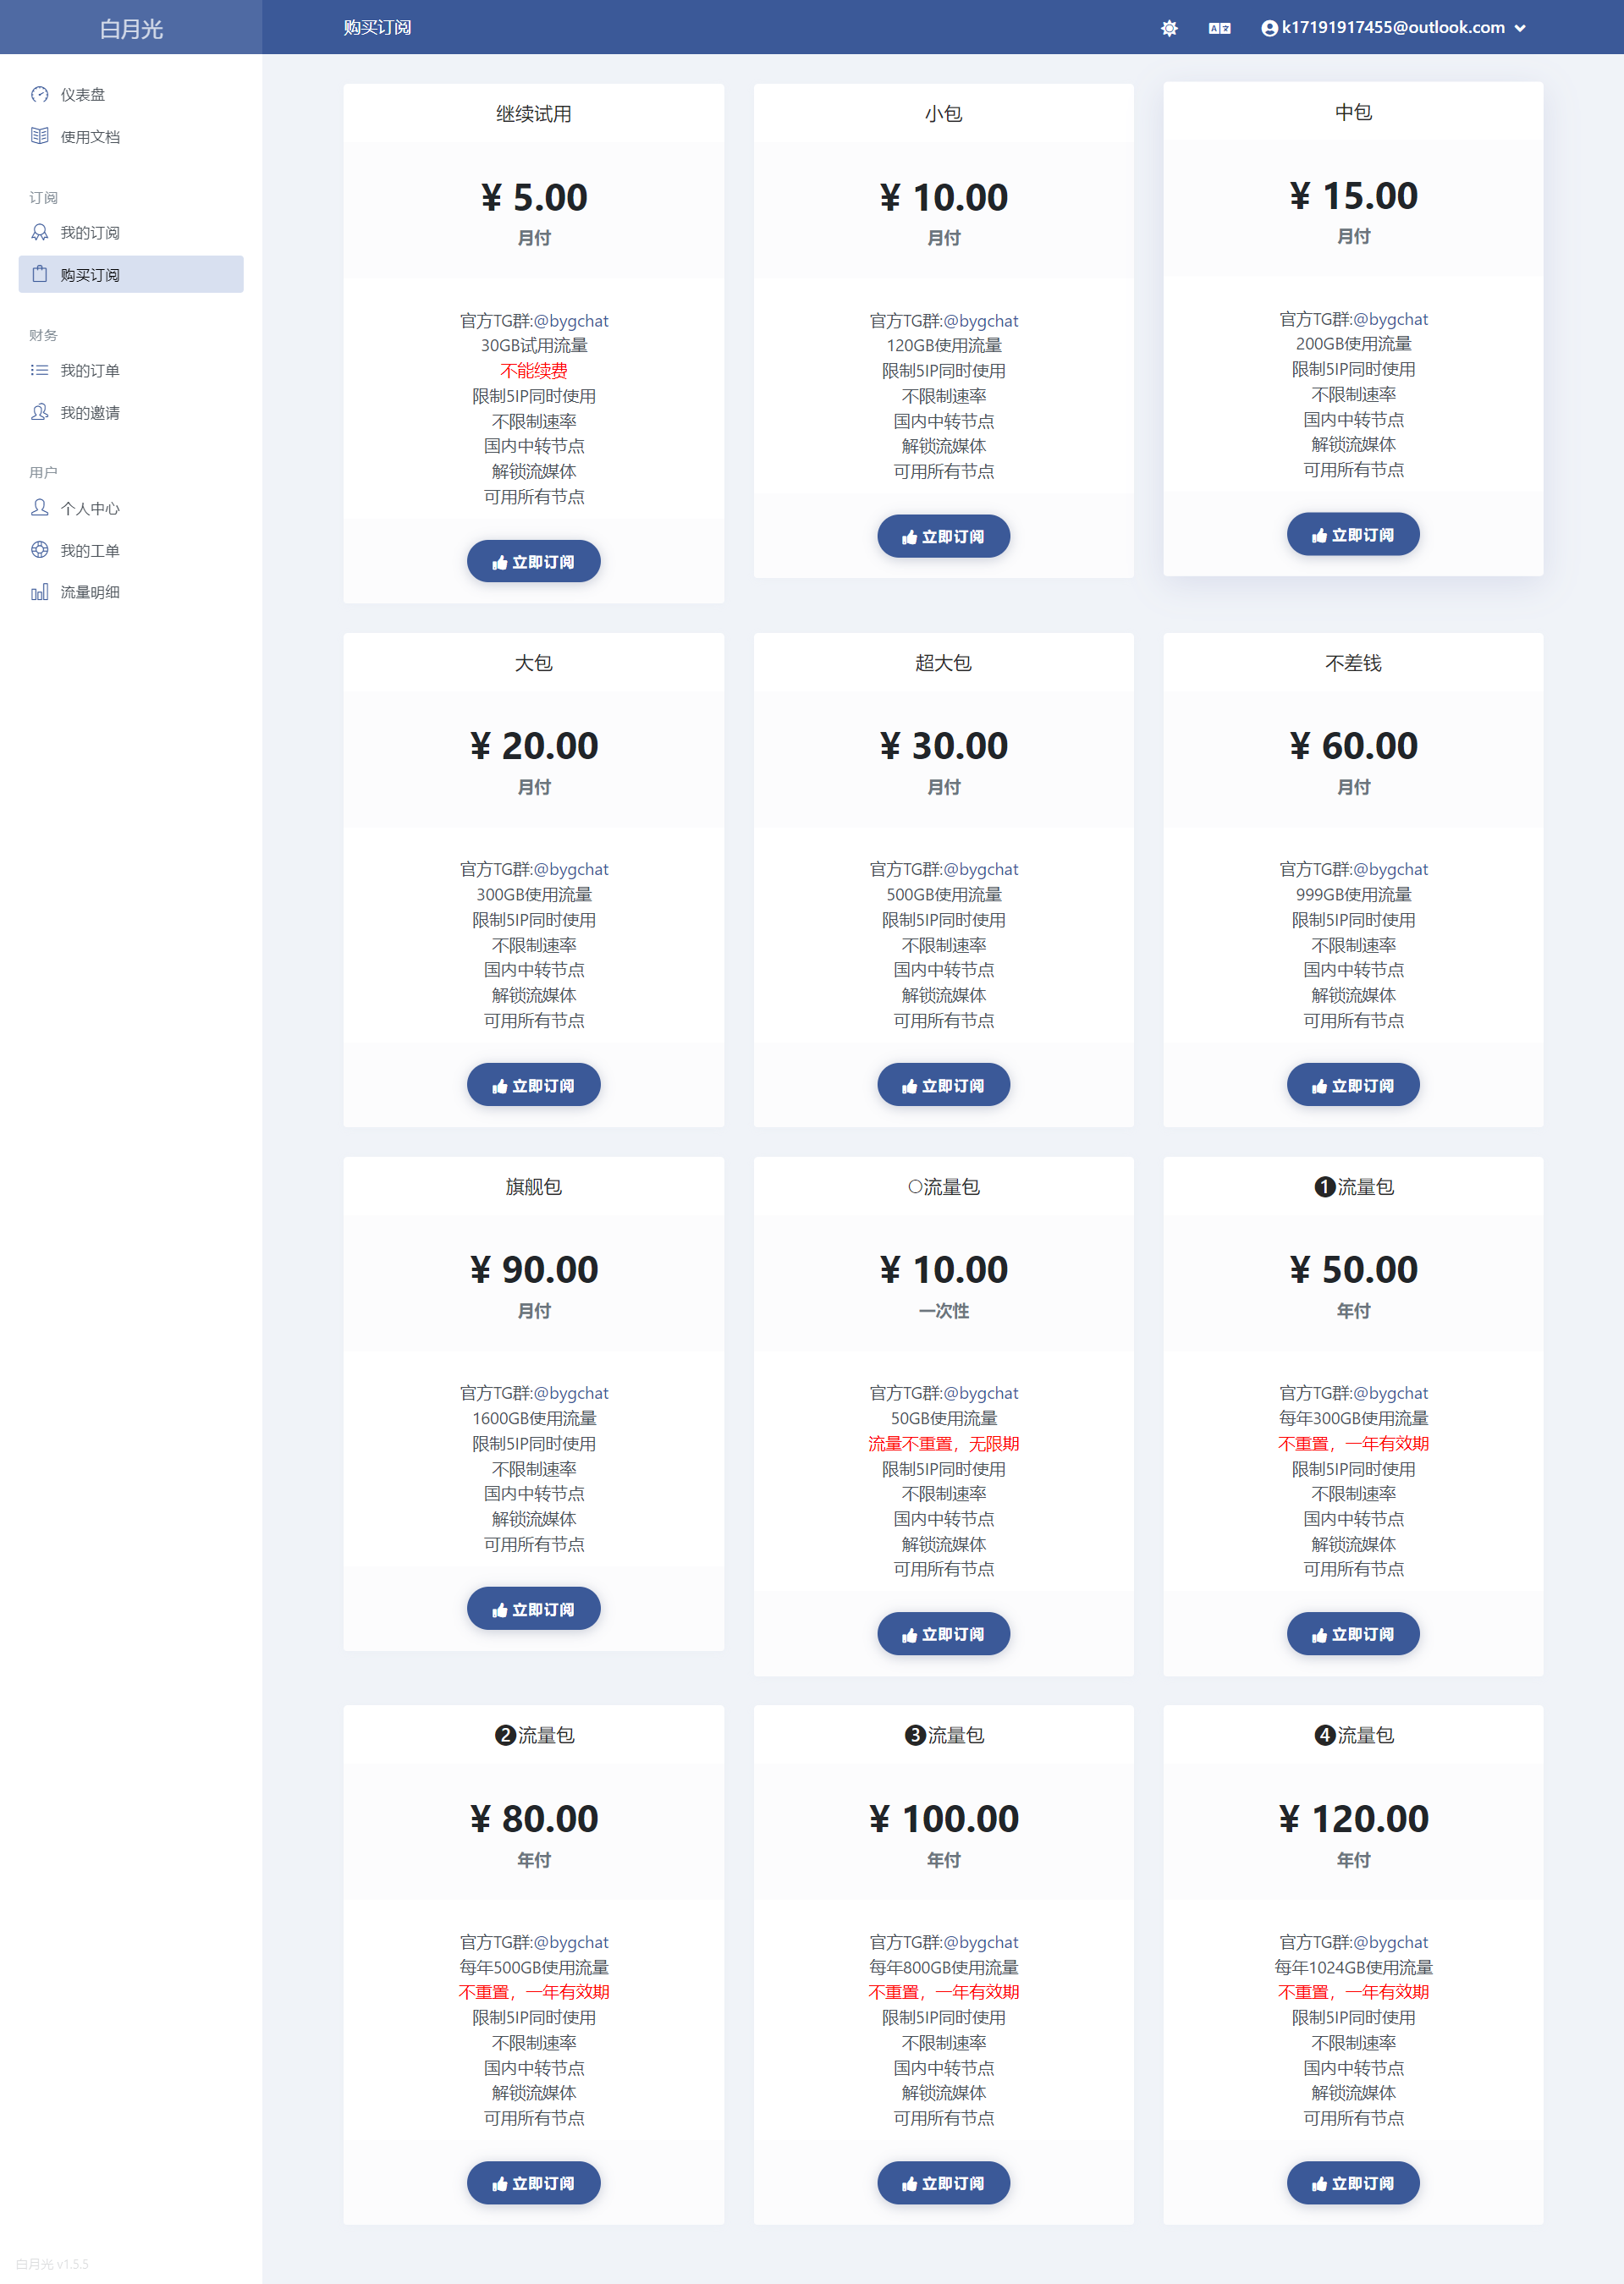 白月光
购买订阅
k17191917455@outlook.com
仪表盘
使用文档
订阅
我的订阅
购买订阅
财务
我的订单
我的邀请
用户
个人中心
我的工单
流量明细
继续试用
¥ 5.00
月付
官方TG群:@bygchat
30GB试用流量
不能续费
限制5IP同时使用
不限制速率
国内中转节点
解锁流媒体
可用所有节点
立即订阅
小包
¥ 10.00
月付
官方TG群:@bygchat
120GB使用流量
限制5IP同时使用
不限制速率
国内中转节点
解锁流媒体
可用所有节点
立即订阅
中包
¥ 15.00
月付
官方TG群:@bygchat
200GB使用流量
限制5IP同时使用
不限制速率
国内中转节点
解锁流媒体
可用所有节点
立即订阅
大包
¥ 20.00
月付
官方TG群:@bygchat
300GB使用流量
限制5IP同时使用
不限制速率
国内中转节点
解锁流媒体
可用所有节点
立即订阅
超大包
¥ 30.00
月付
官方TG群:@bygchat
500GB使用流量
限制5IP同时使用
不限制速率
国内中转节点
解锁流媒体
可用所有节点
立即订阅
不差钱
¥ 60.00
月付
官方TG群:@bygchat
999GB使用流量
限制5IP同时使用
不限制速率
国内中转节点
解锁流媒体
可用所有节点
立即订阅
旗舰包
¥ 90.00
月付
官方TG群:@bygchat
1600GB使用流量
限制5IP同时使用
不限制速率
国内中转节点
解锁流媒体
可用所有节点
立即订阅
○流量包
¥ 10.00
一次性
官方TG群:@bygchat
50GB使用流量
流量不重置，无限期
限制5IP同时使用
不限制速率
国内中转节点
解锁流媒体
可用所有节点
立即订阅
❶流量包
¥ 50.00
年付
官方TG群:@bygchat
每年300GB使用流量
不重置，一年有效期
限制5IP同时使用
不限制速率
国内中转节点
解锁流媒体
可用所有节点
立即订阅
❷流量包
¥ 80.00
年付
官方TG群:@bygchat
每年500GB使用流量
不重置，一年有效期
限制5IP同时使用
不限制速率
国内中转节点
解锁流媒体
可用所有节点
立即订阅
❸流量包
¥ 100.00
年付
官方TG群:@bygchat
每年800GB使用流量
不重置，一年有效期
限制5IP同时使用
不限制速率
国内中转节点
解锁流媒体
可用所有节点
立即订阅
❹流量包
¥ 120.00
年付
官方TG群:@bygchat
每年1024GB使用流量
不重置，一年有效期
限制5IP同时使用
不限制速率
国内中转节点
解锁流媒体
可用所有节点
立即订阅
白月光 v1.5.5